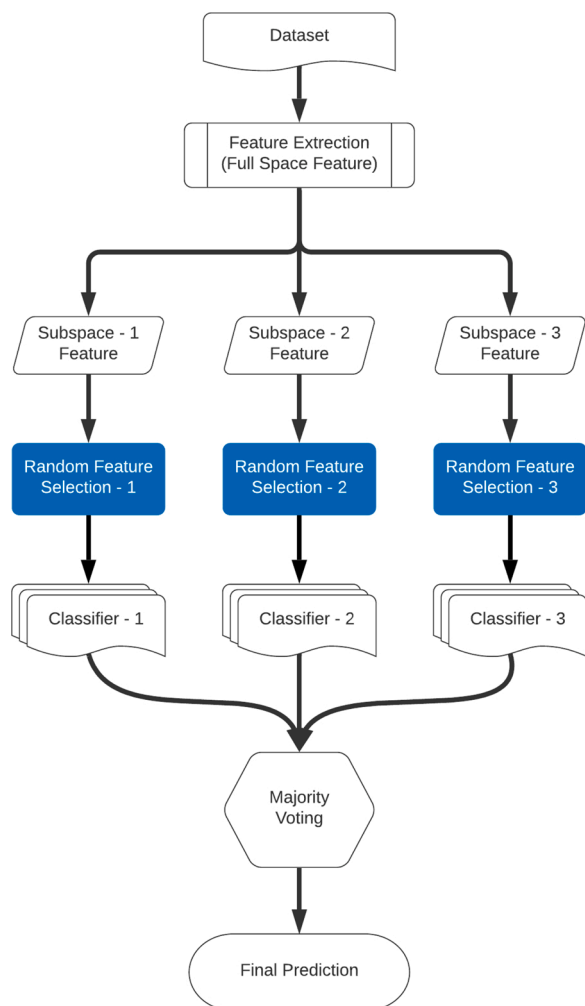 Dataset
Feature Extrection
(Full Space Feature)
Subspace - 1
Feature
Subspace - 2
Feature
Subspace - 3
Feature
Random Feature
Selection - 1
Random Feature
Selection - 2
Random Feature
Selection - 3
Classifier - 1
Classifier - 2
Classifier - 3
Majority
Voting
Final Prediction